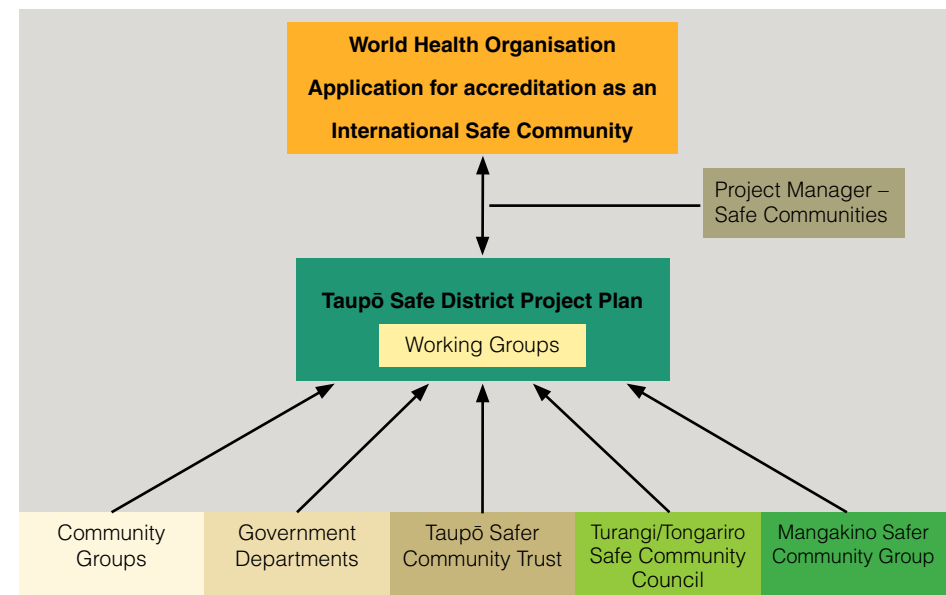 World Health Organisation
Application for accreditation as an
International Safe Community
Project Manager –
Safe Communities
Taupō Safe District Project Plan
Working Groups
Community
Groups
Government
Departments
Taupō Safer
Community Trust
Turangi/Tongariro
Safe Community
Council
Mangakino Safer
Community Group